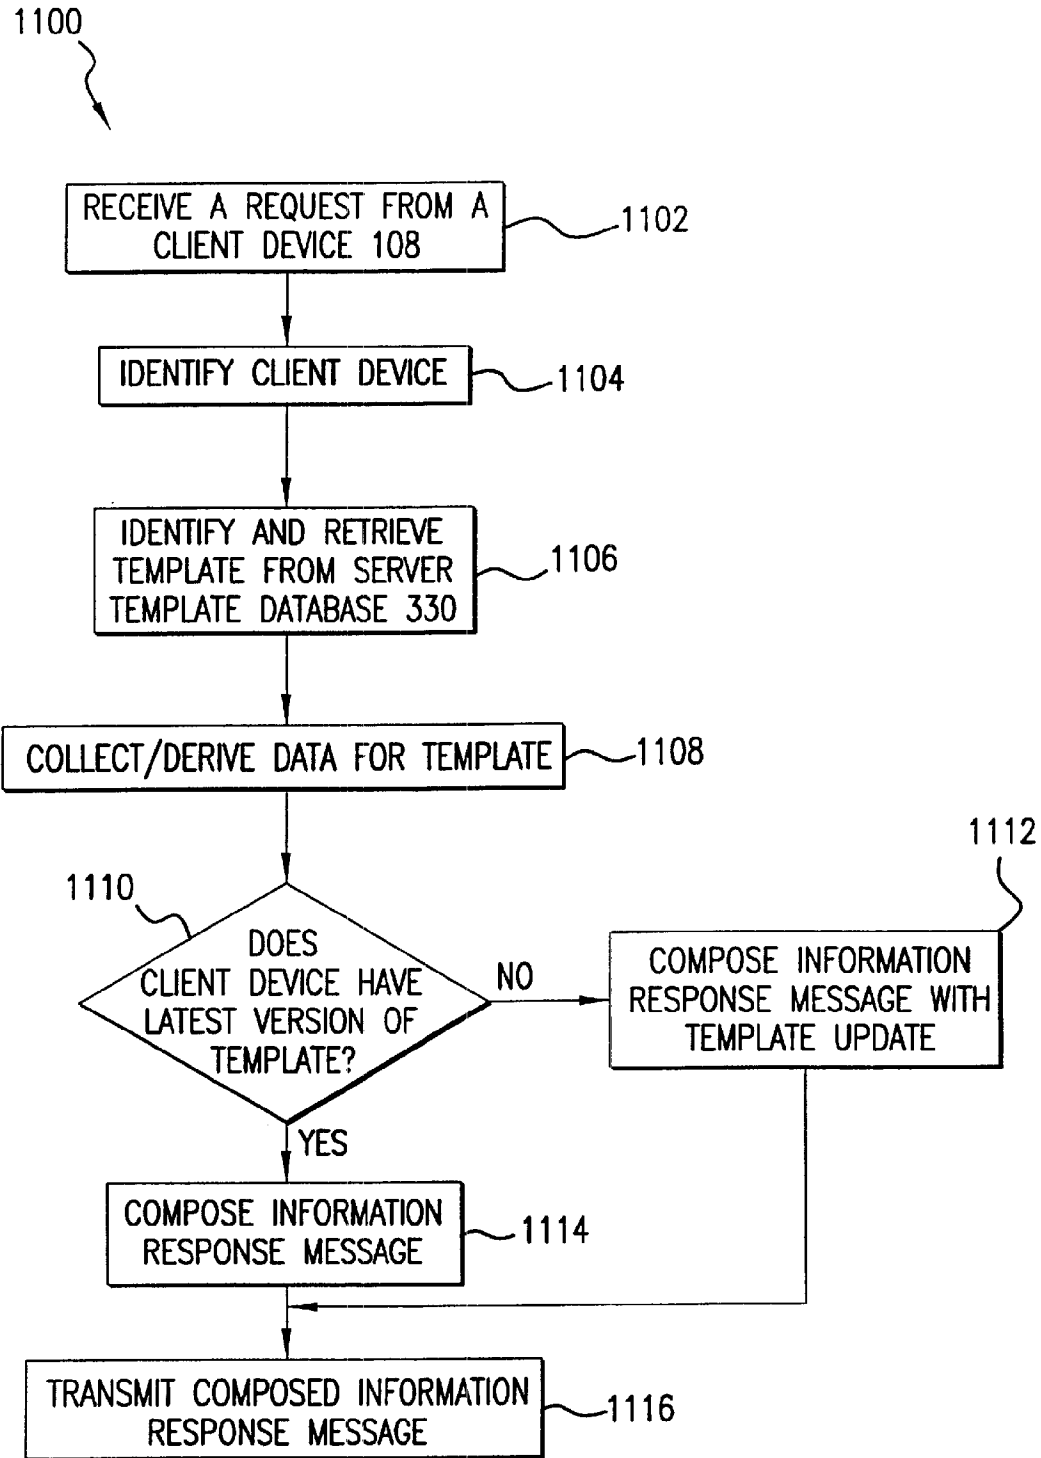 1100
RECEIVE A REQUEST FROM A
CLIENT DEVICE 108
1102
IDENTIFY CLIENT DEVICE
1104
IDENTIFY AND RETRIEVE
TEMPLATE FROM SERVER
TEMPLATE DATABASE 330
1106
COLLECT/DERIVE DATA FOR TEMPLATE
1108
1110
DOES
CLIENT DEVICE HAVE
LATEST VERSION OF
TEMPLATE?
NO
1112
COMPOSE INFORMATION
RESPONSE MESSAGE WITH
TEMPLATE UPDATE
YES
COMPOSE INFORMATION
RESPONSE MESSAGE
1114
TRANSMIT COMPOSED INFORMATION
RESPONSE MESSAGE
1116